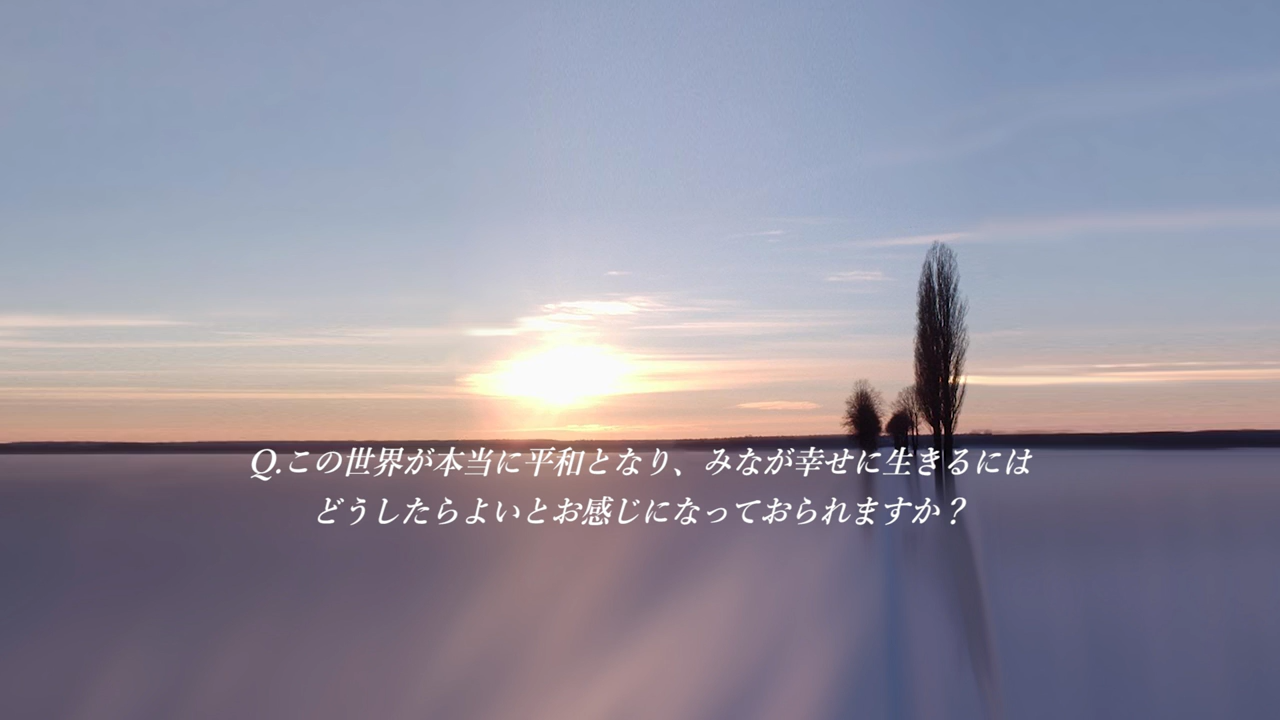 Q.この世界が本当に平和となり、みなが幸せに生きるには
どうしたらよいとお感じになっておられますか？